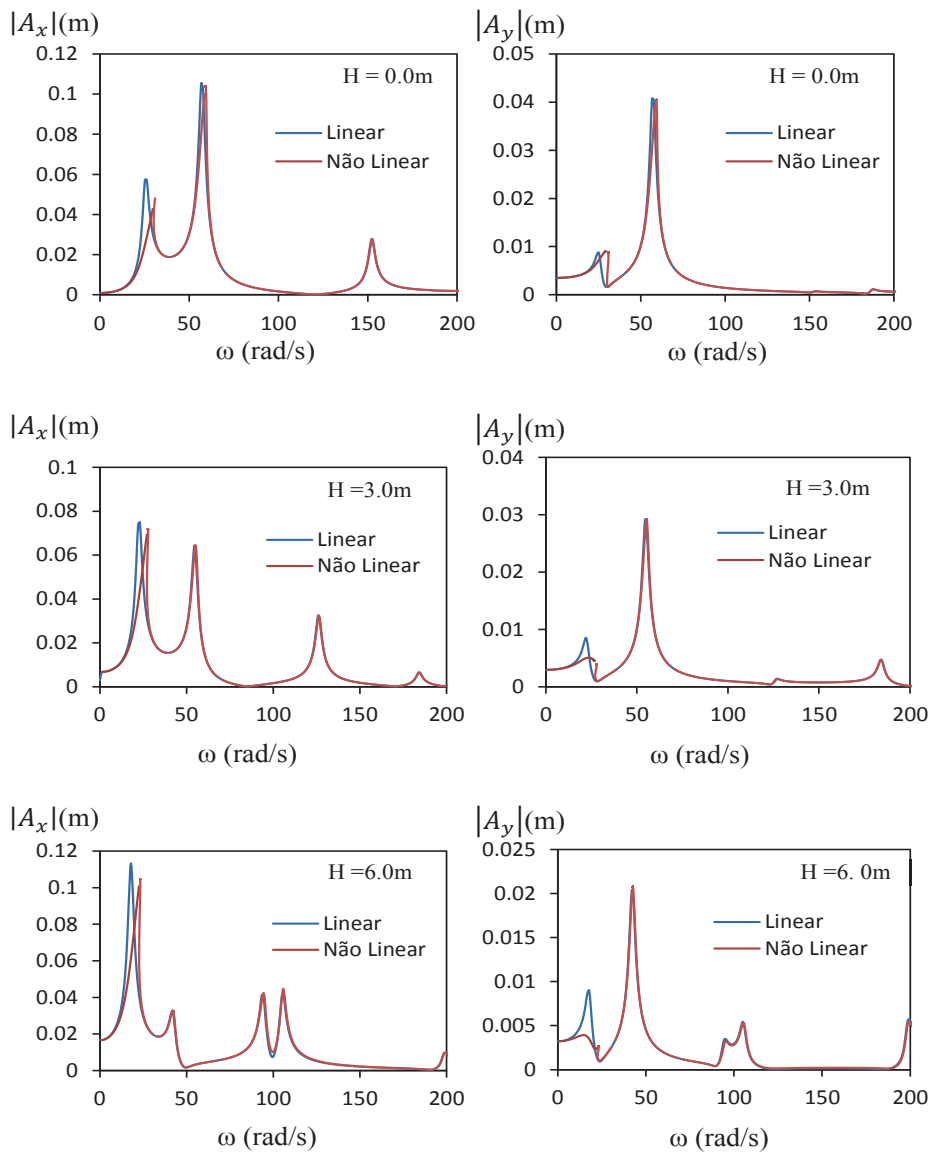 |A_x|(m)
0.12
0.1
0.08
0.06
0.04
0.02
0
H = 0.0m
Linear
Não Linear
0 50 100 150 200
ω (rad/s)
|A_y|(m)
0.05
0.04
0.03
0.02
0.01
0
H = 0.0m
Linear
Não Linear
0 50 100 150 200
ω (rad/s)
|A_x|(m)
0.1
0.08
0.06
0.04
0.02
0
H =3.0m
Linear
Não Linear
0 50 100 150 200
ω (rad/s)
|A_y|(m)
0.04
0.03
0.02
0.01
0
H =3.0m
Linear
Não Linear
0 50 100 150 200
ω (rad/s)
|A_x|(m)
0.12
0.1
0.08
0.06
0.04
0.02
0
H =6.0m
Linear
Não Linear
0 50 100 150 200
ω (rad/s)
|A_y|(m)
0.025
0.02
0.015
0.01
0.005
0
H =6. 0m
Linear
Não Linear
0 50 100 150 200
ω (rad/s)